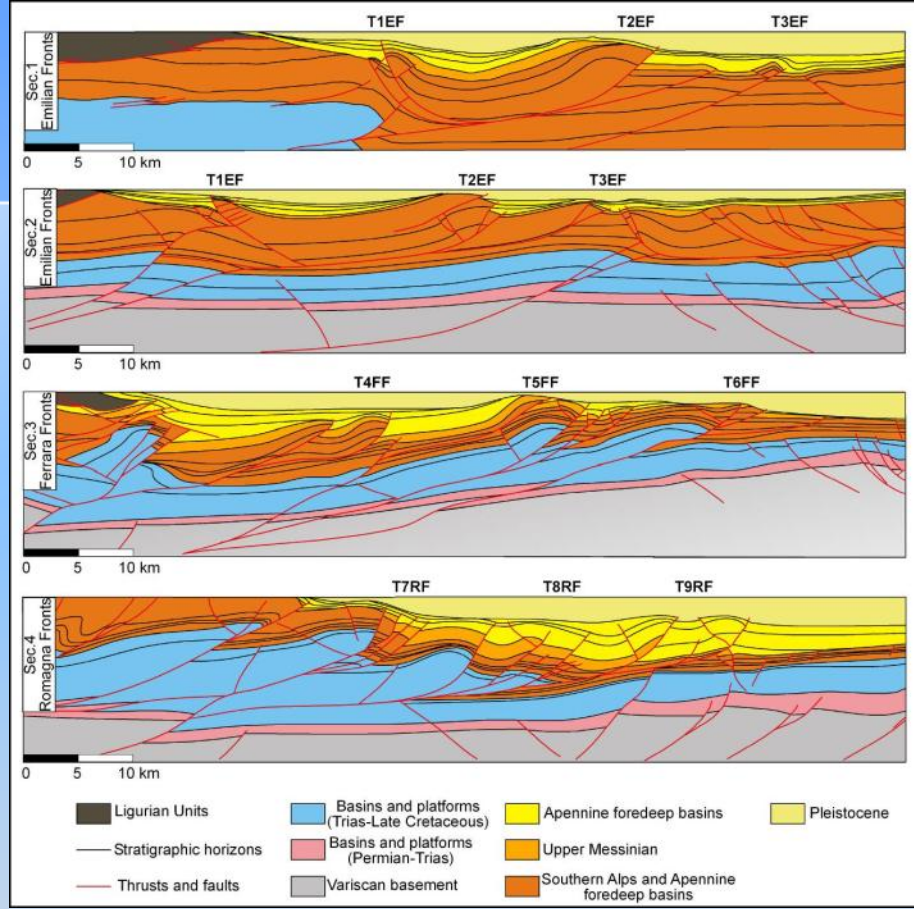 T1EF T2EF T3EF
Sec.1
Emilian Fronts
0 5 10 km
T1EF T2EF T3EF
Sec.2
Emilian Fronts
0 5 10 km
T4FF T5FF T6FF
Sec.3
Ferrara Fronts
0 5 10 km
T7RF T8RF T9RF
Sec.4
Romagna Fronts
0 5 10 km
Ligurian Units
Stratigraphic horizons
Thrusts and faults
Basins and platforms
(Trias-Late Cretaceous)
Basins and platforms
(Permian-Trias)
Variscan basement
Apennine foredeep basins
Upper Messinian
Southern Alps and Apennine
foredeep basins
Pleistocene